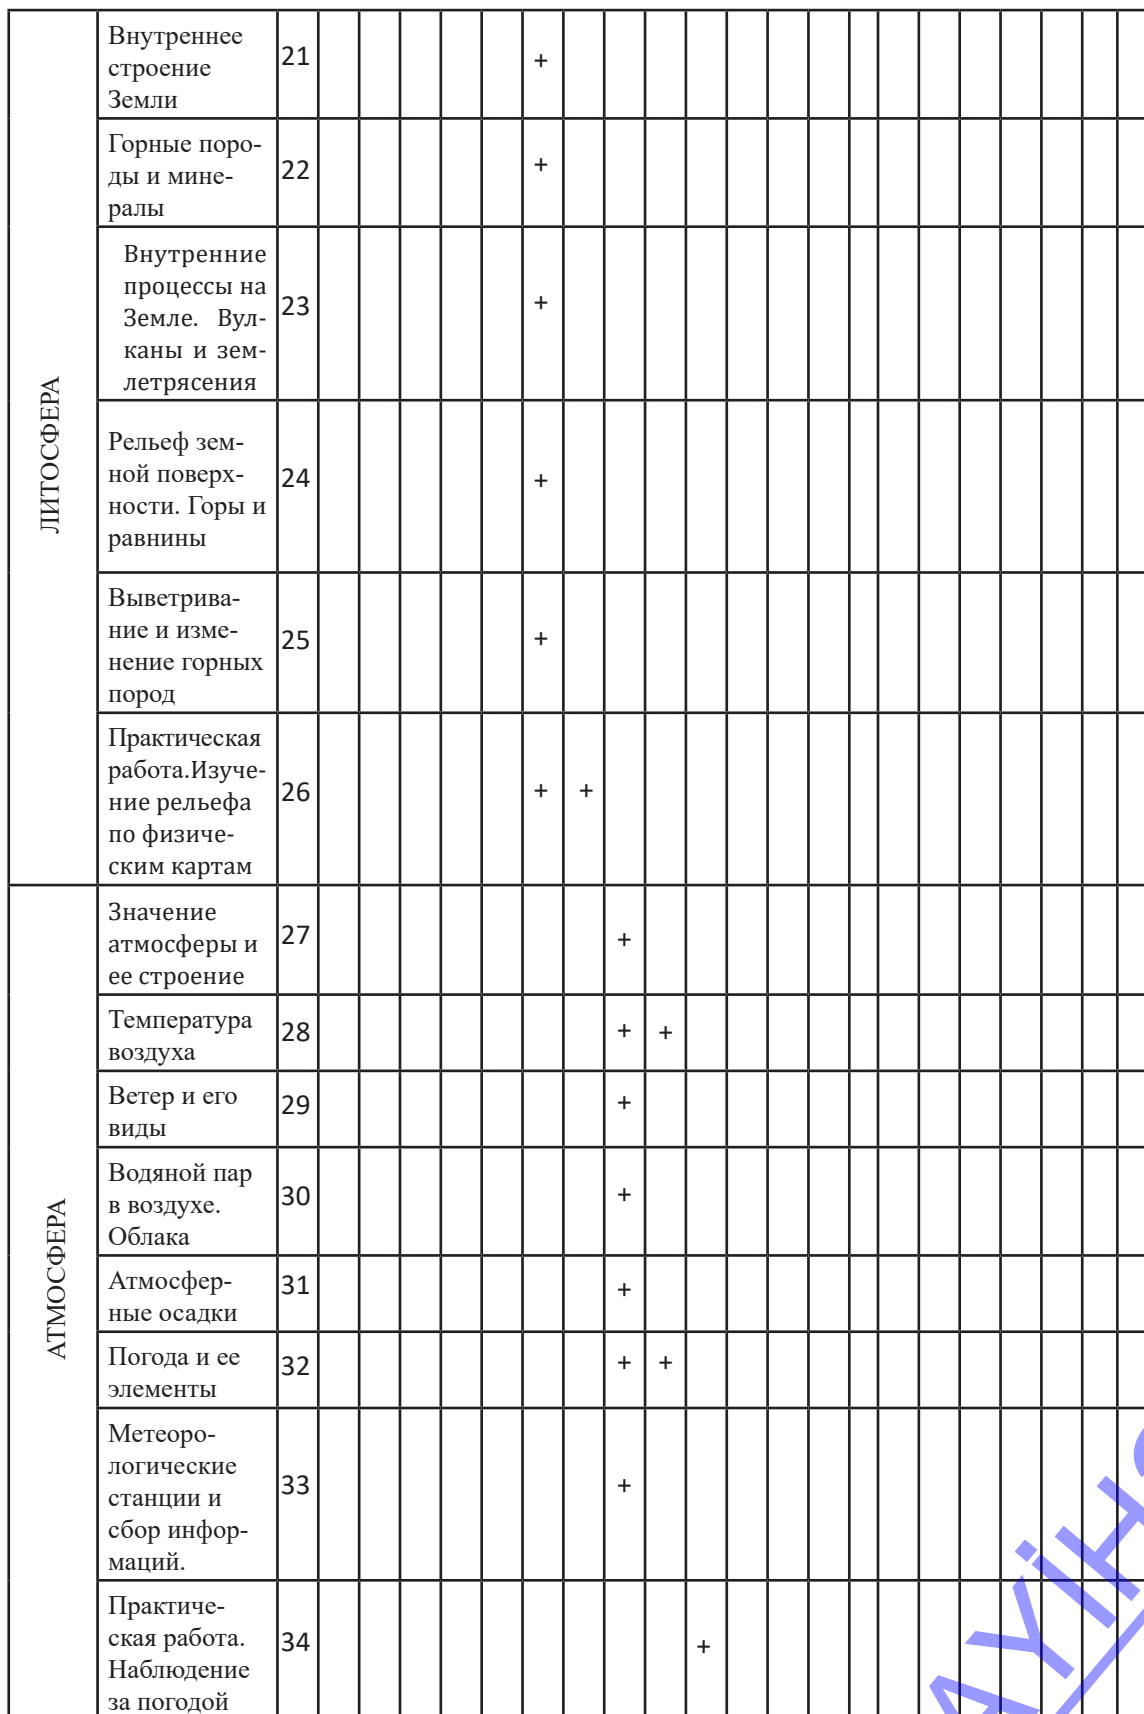 ЛИТОСФЕРА
Внутреннее
строение
Земли
21
+
Горные поро-
ды и мине-
ралы
22
+
Внутренние
процессы на
Земле. Вул-
каны и зем-
летрясения
23
+
Рельеф зем-
ной поверх-
ности. Горы и
равнины
24
+
Выветрива-
ние и изме-
нение горных
пород
25
+
Практическая
работа.Изуче-
ние рельефа
по физиче-
ским картам
26
+ +
АТМОСФЕРА
Значение
атмосферы и
ее строение
27
+
Температура
воздуха
28
+ +
Ветер и его
виды
29
+
Водяной пар
в воздухе.
Облака
30
+
Атмосфер-
ные осадки
31
+
Погода и ее
элементы
32
+ +
Метеоро-
логические
станции и
сбор инфор-
маций.
33
+
Практиче-
ская работа.
Наблюдение
за погодой
34
+